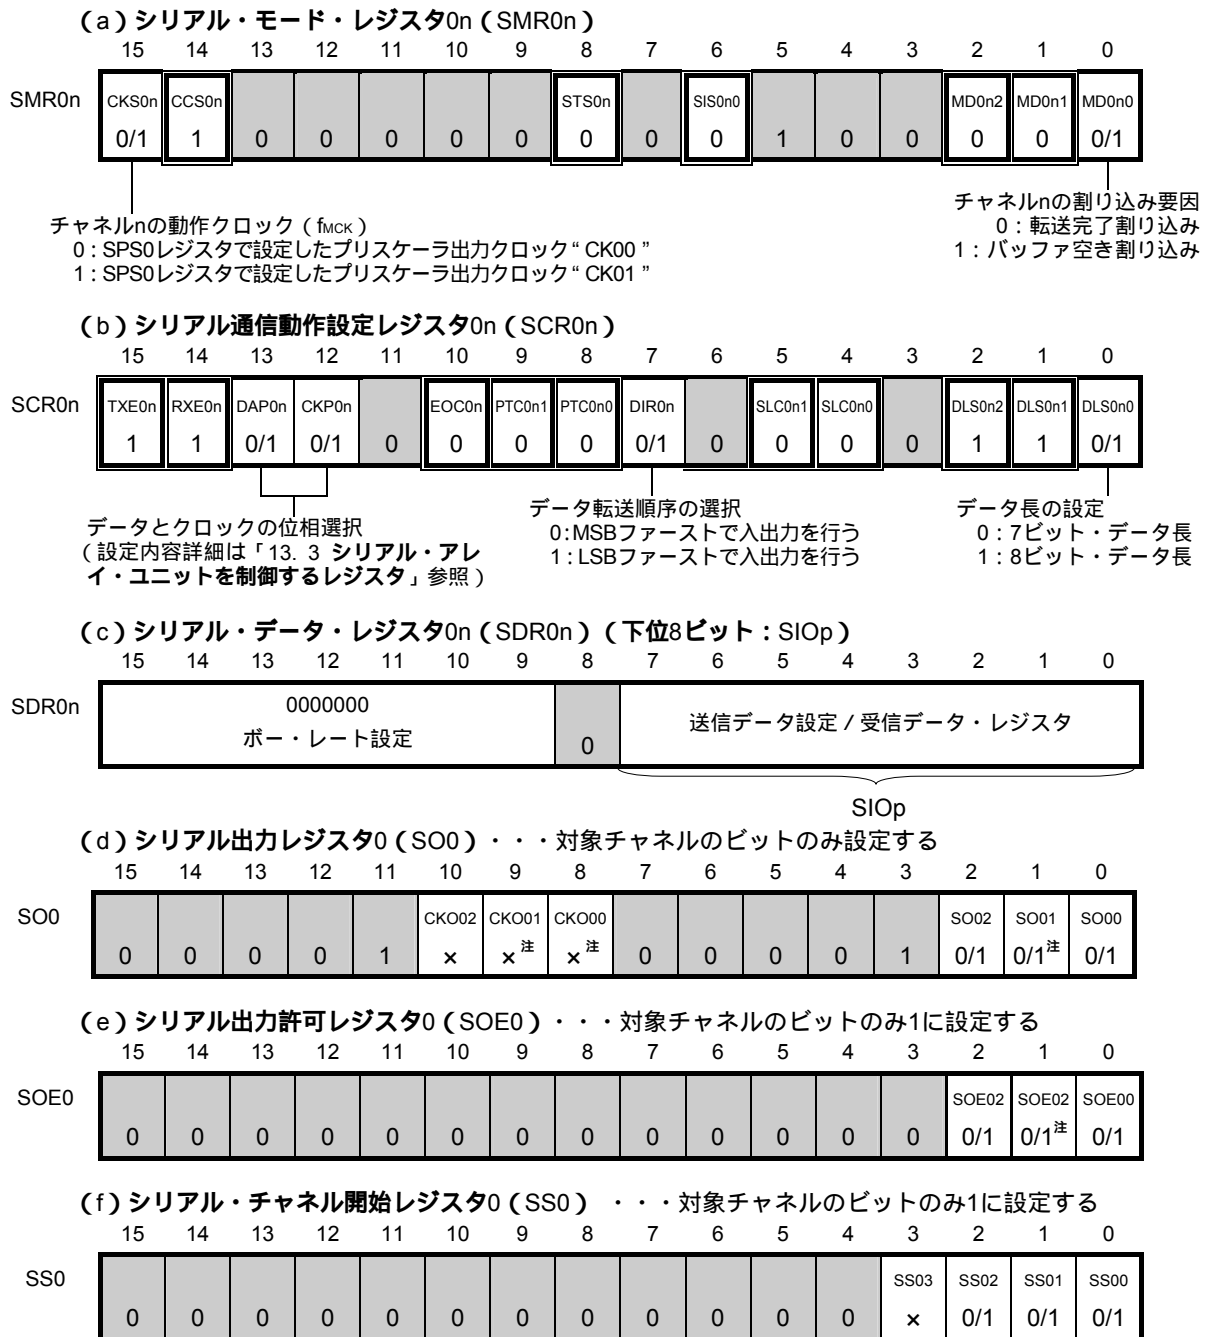 (a)シリアル・モード・レジスタ0n(SMR0n)
15 14 13 12 11 10 9 8 7 6 5 4 3 2 1 0
SMR0n CKS0n CCS0n STS0n SIS0n0 MD0n2 MD0n1 MD0n0
0/1 1 0 0 0 0 0 0 0 0 1 0 0 0 0 0/1
チャネルnの動作クロック(fMCK)
0:SPS0レジスタで設定したプリスケーラ出力クロック“CK00”
1:SPS0レジスタで設定したプリスケーラ出力クロック“CK01”
チャネルnの割り込み要因
0:転送完了割り込み
1:バッファ空き割り込み
(b)シリアル通信動作設定レジスタ0n(SCR0n)
15 14 13 12 11 10 9 8 7 6 5 4 3 2 1 0
SCR0n TXE0n RXE0n DAP0n CKP0n EOC0n PTC0n1 PTC0n0 DIR0n SLC0n1 SLC0n0 DLS0n2 DLS0n1 DLS0n0
1 1 0/1 0/1 0 0 0 0 0/1 0 0 0 0 1 1 0/1
データとクロックの位相選択
(設定内容詳細は「13. 3 シリアル・アレ
イ・ユニットを制御するレジスタ」参照)
データ転送順序の選択
0:MSBファーストで入出力を行う
1:LSBファーストで入出力を行う
データ長の設定
0:7ビット・データ長
1:8ビット・データ長
(c)シリアル・データ・レジスタ0n(SDR0n)(下位8ビット:SIOp)
15 14 13 12 11 10 9 8 7 6 5 4 3 2 1 0
SDR0n
0000000
ボー・レート設定
0
送信データ設定/受信データ・レジスタ
SIOp
(d)シリアル出力レジスタ0(SO0)・・・対象チャネルのビットのみ設定する
15 14 13 12 11 10 9 8 7 6 5 4 3 2 1 0
SO0 CKO02 CKO01 CKO00 SO02 SO01 SO00
0 0 0 0 1 × ×注 ×注 0 0 0 0 1 0/1 0/1注 0/1
(e)シリアル出力許可レジスタ0(SOE0)・・・対象チャネルのビットのみ1に設定する
15 14 13 12 11 10 9 8 7 6 5 4 3 2 1 0
SOE0 SOE02 SOE02 SOE00
0 0 0 0 0 0 0 0 0 0 0 0 0 0/1 0/1注 0/1
(f)シリアル・チャネル開始レジスタ0(SS0)・・・対象チャネルのビットのみ1に設定する
15 14 13 12 11 10 9 8 7 6 5 4 3 2 1 0
SS0 SS03 SS02 SS01 SS00
0 0 0 0 0 0 0 0 0 0 0 0 × 0/1 0/1 0/1